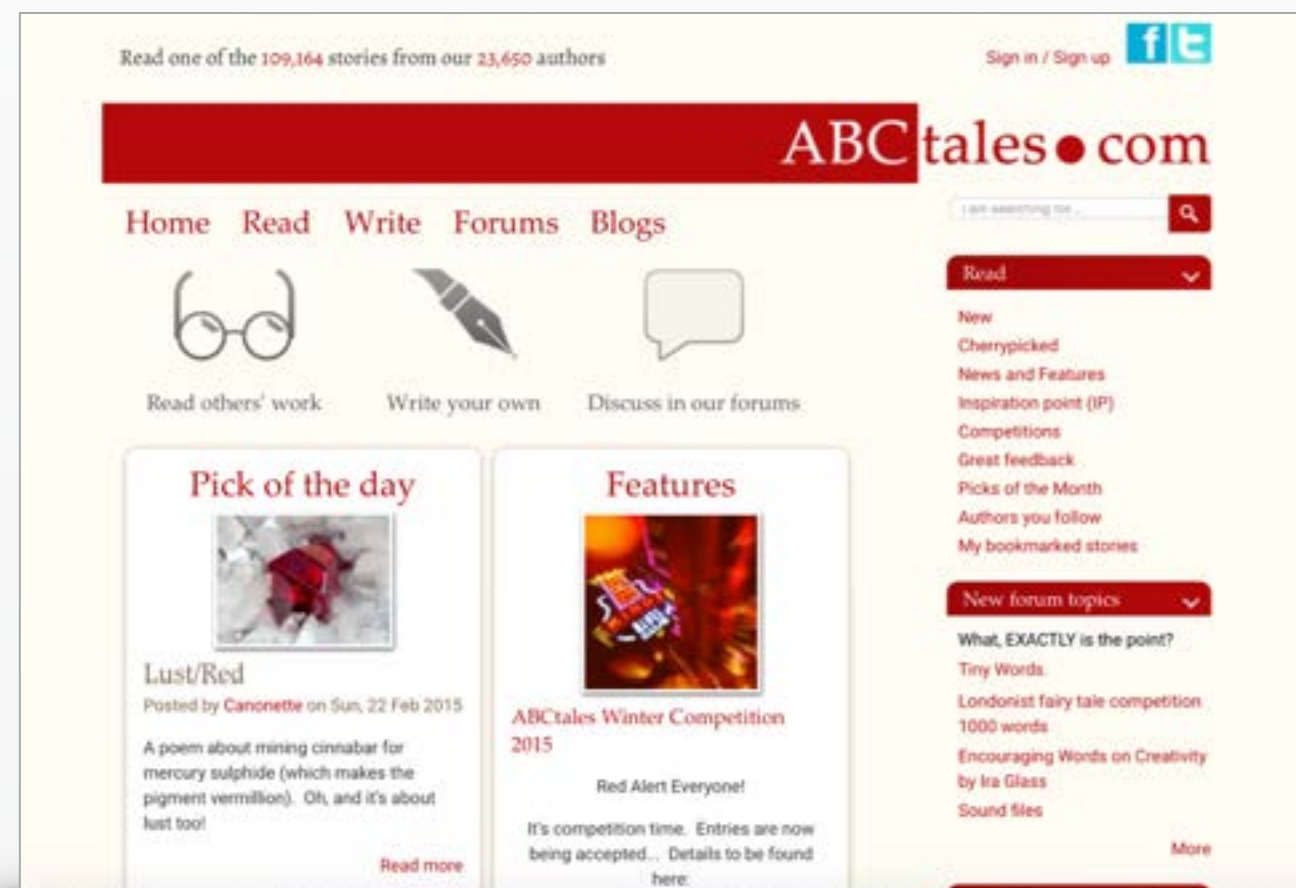 Read one of the 109,164 stories from our 23,650 authors
Sign in / Sign up
ABCtales.com
Home Read Write Forums Blogs
I am searching for...
Read others' work
Write your own
Discuss in our forums
Pick of the day
Lust/Red
Posted by Canonette on Sun, 22 Feb 2015
A poem about mining cinnabar for
mercury sulphide (which makes the
pigment vermillion). Oh, and it's about
lust too!
Read more
Features
ABCtales Winter Competition
2015
Red Alert Everyone!
It's competition time. Entries are now
being accepted... Details to be found
here:
Read
New
Cherrypicked
News and Features
Inspiration point (IP)
Competitions
Great feedback
Picks of the Month
Authors you follow
My bookmarked stories
New forum topics
What, EXACTLY is the point?
Tiny Words
Londonist fairy tale competition
1000 words
Encouraging Words on Creativity
by Ira Glass
Sound files
More